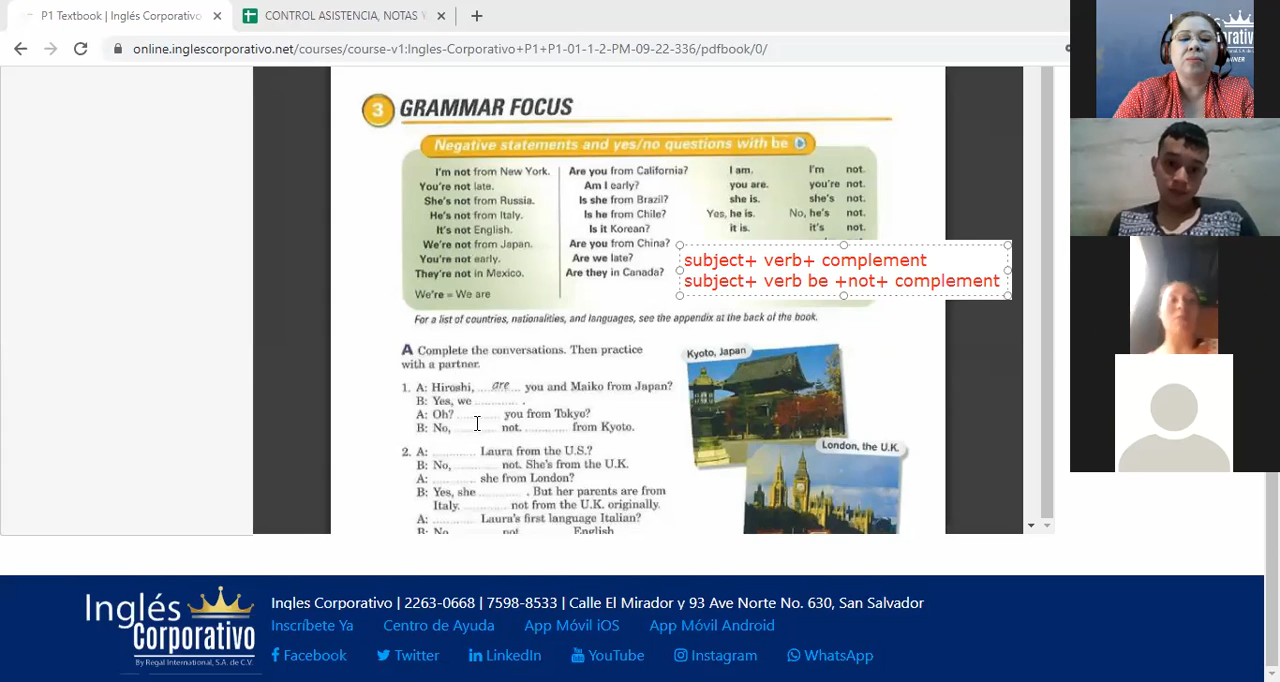 P1 Textbook | Inglés Corporativo
CONTROL ASISTENCIA, NOTAS Y
online.inglescorporativo.net/courses/course-v1:Ingles-Corporativo+P1+P1-01-1-2-PM-09-22-336/pdfbook/0/
3 GRAMMAR FOCUS
Negative statements and yes/no questions with be
I'm not from New York. Are you from California? I am. I'm not.
You're not late. Am I early? you are. you're not.
She's not from Russia. Is she from Brazil? she is. she's not.
He's not from Italy. Is he from Chile? Yes, he is. No, he's not.
It's not English. Is it Korean? it is. it's not.
We're not from Japan. Are you from China?
You're not early. Are we late?
They're not in Mexico. Are they in Canada?
We're = We are
subject+ verb+ complement
subject+ verb be +not+ complement
For a list of countries, nationalities, and languages, see the appendix at the back of the book.
A Complete the conversations. Then practice
with a partner.
1. A: Hiroshi, are you and Maiko from Japan?
B: Yes, we .
A: Oh? you from Tokyo?
B: No, not. from Kyoto.
2. A: Laura from the U.S.?
B: No, not. She's from the U.K.
A: she from London?
B: Yes, she . But her parents are from
Italy. not from the U.K. originally.
A: Laura's first language Italian?
B: No, not. English
Kyoto, Japan
London, the U.K.
Inglés
Corporativo
By Regal International, S.A. de C.V.
Ingles Corporativo | 2263-0668 | 7598-8533 | Calle El Mirador y 93 Ave Norte No. 630, San Salvador
Inscríbete Ya Centro de Ayuda App Móvil iOS App Móvil Android
Facebook Twitter LinkedIn YouTube Instagram WhatsApp